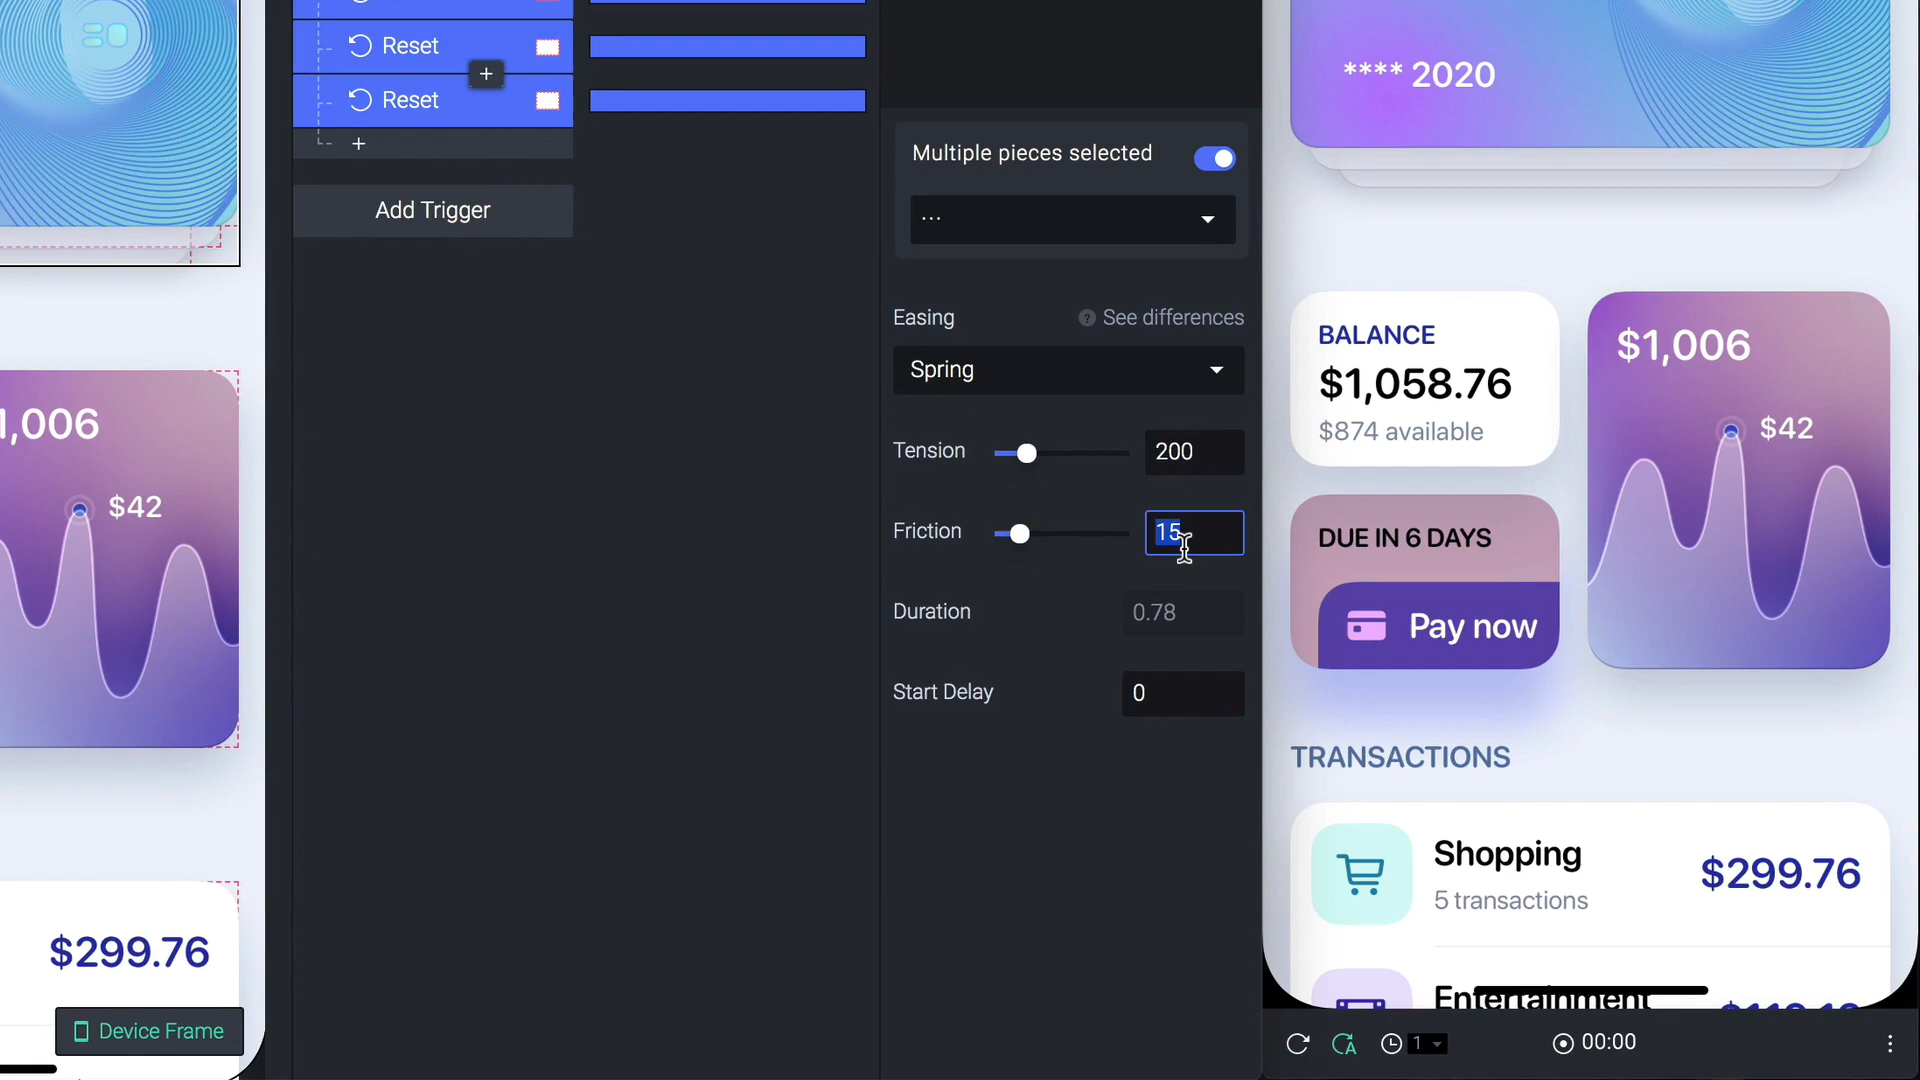 Reset
Reset
Add Trigger
1,006
$42
$299.76
Device Frame
Multiple pieces selected
...
Easing
? See differences
Spring
Tension
200
Friction
15
Duration
0.78
Start Delay
0
**** 2020
BALANCE
$1,058.76
$874 available
$1,006
$42
DUE IN 6 DAYS
Pay now
TRANSACTIONS
Shopping
5 transactions
$299.76
Entertainment
A
1
00:00